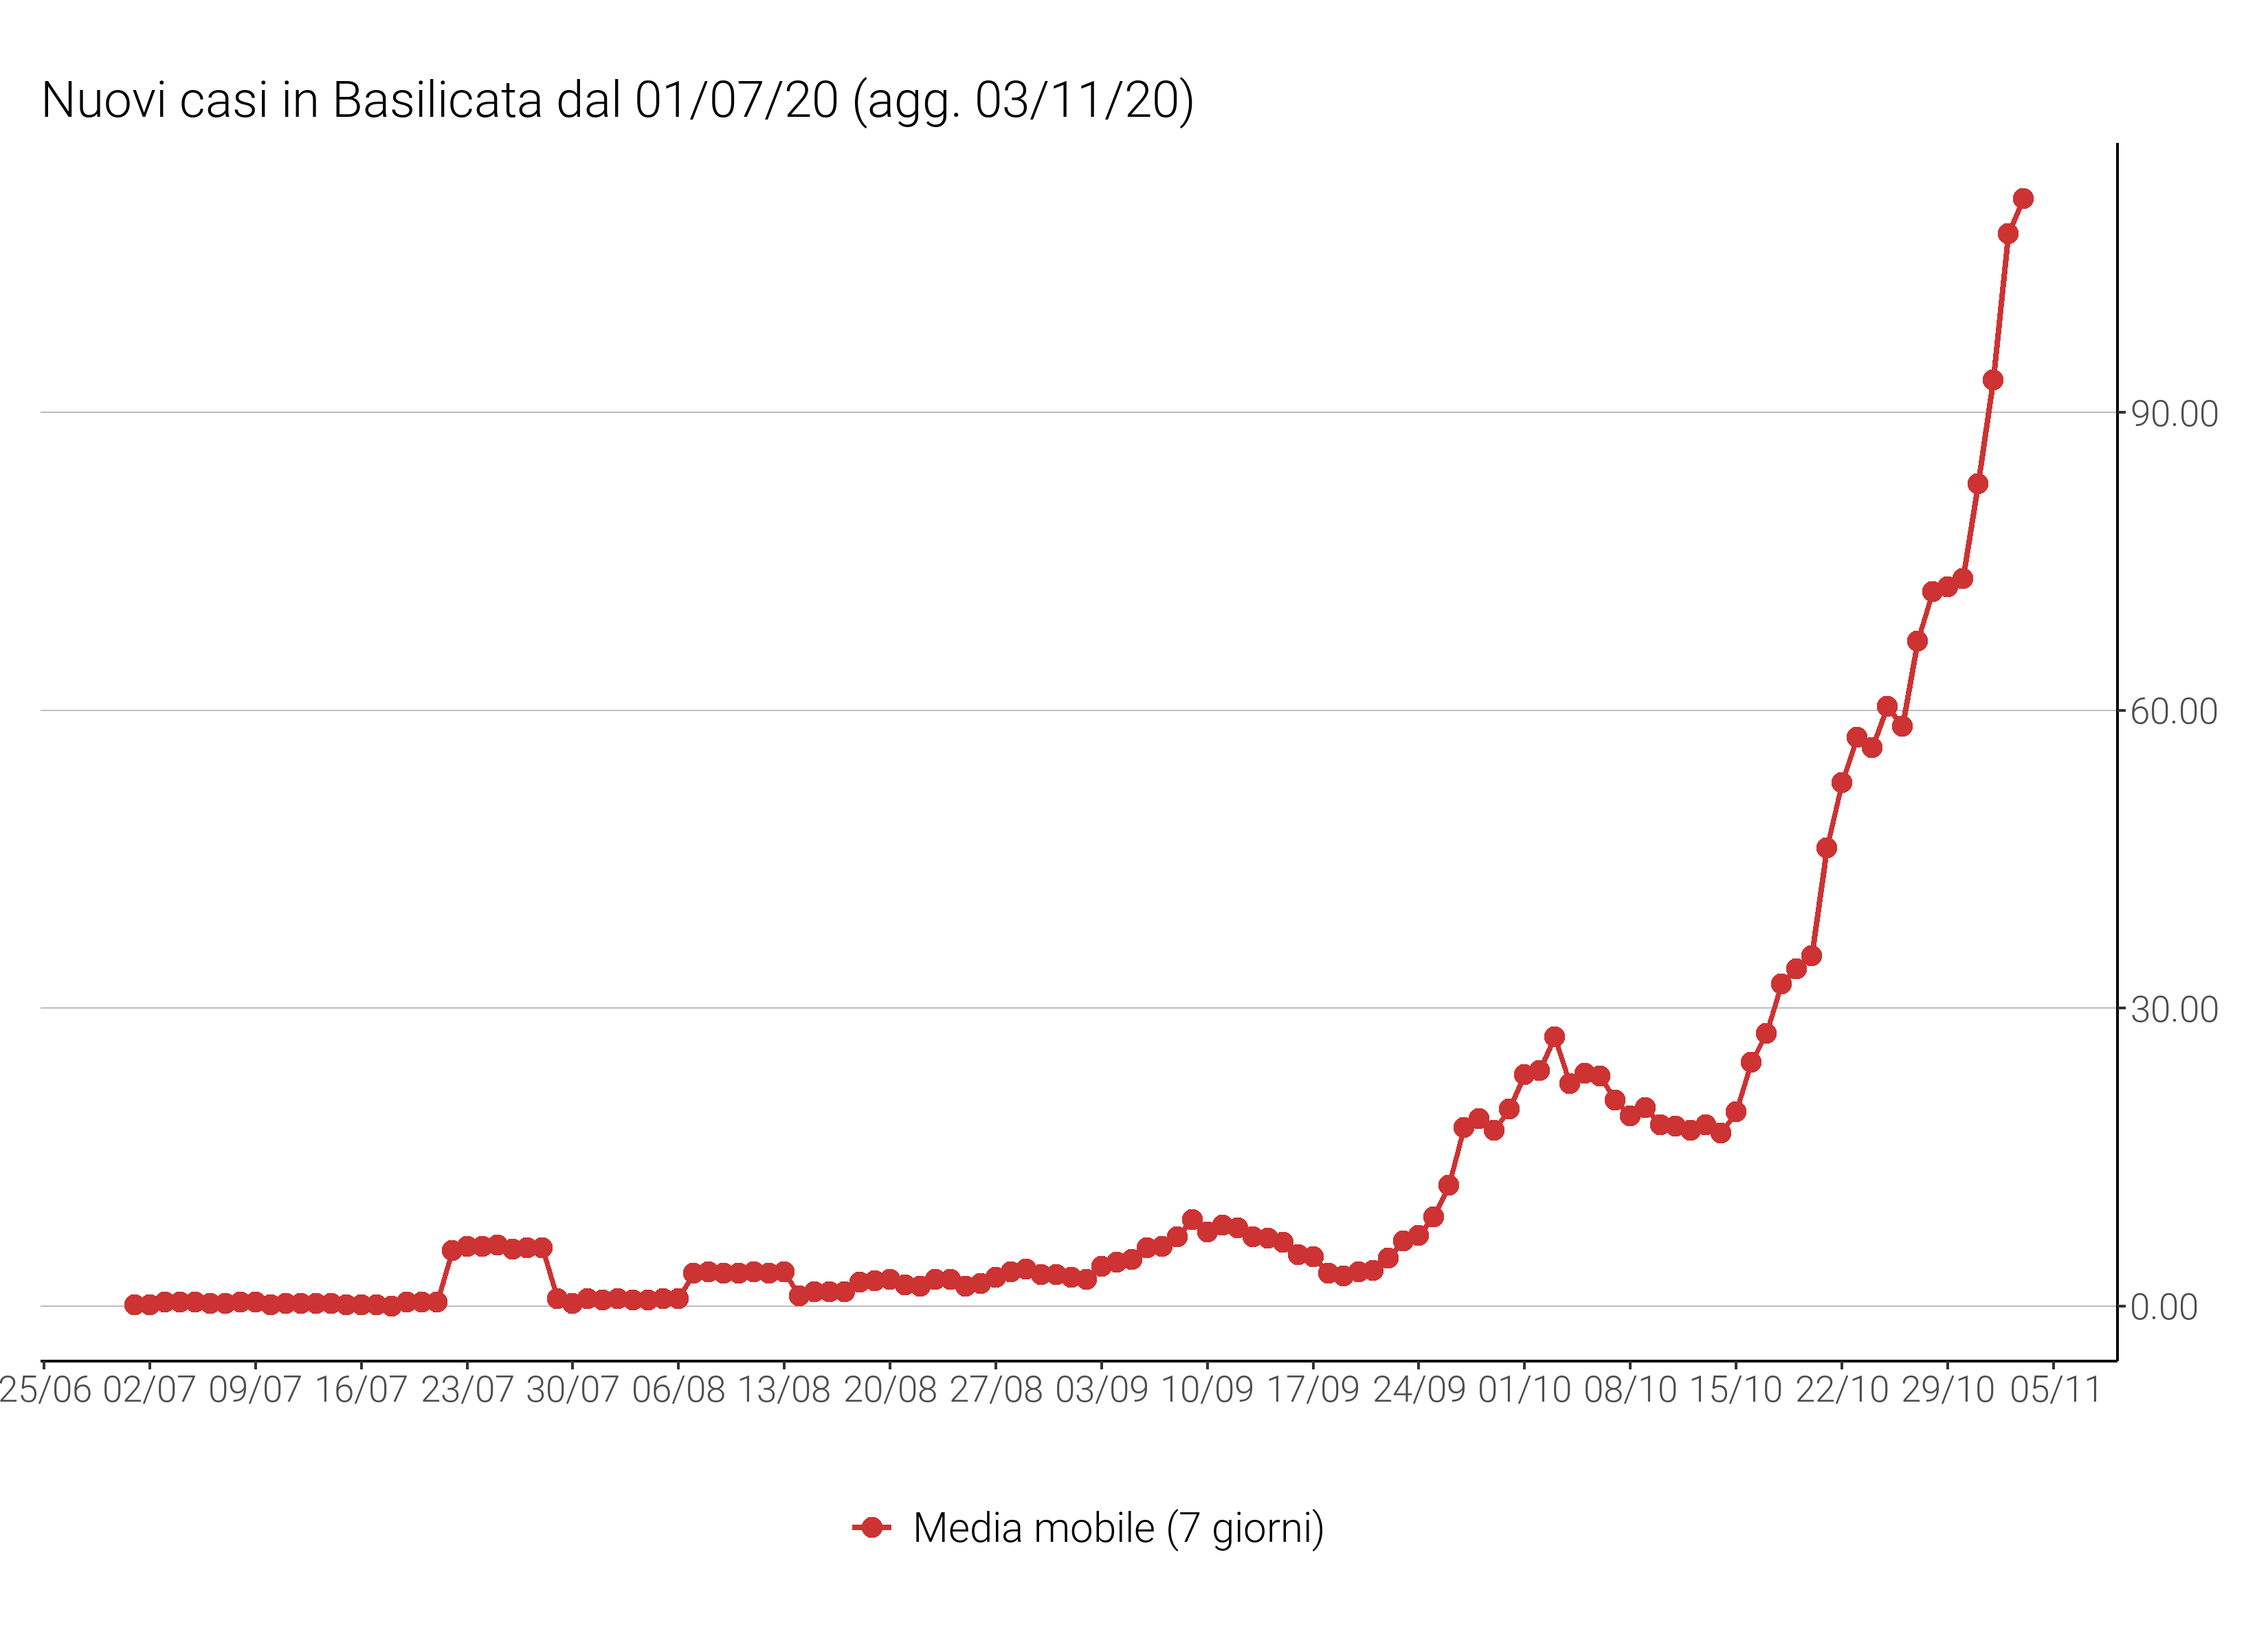 Nuovi casi in Basilicata dal 01/07/20 (agg. 03/11/20)
90.00
60.00
30.00
0.00
25/06 02/07 09/07 16/07 23/07 30/07 06/08 13/08 20/08 27/08 03/09 10/09 17/09 24/09 01/10 08/10 15/10 22/10 29/10 05/11
Media mobile (7 giorni)